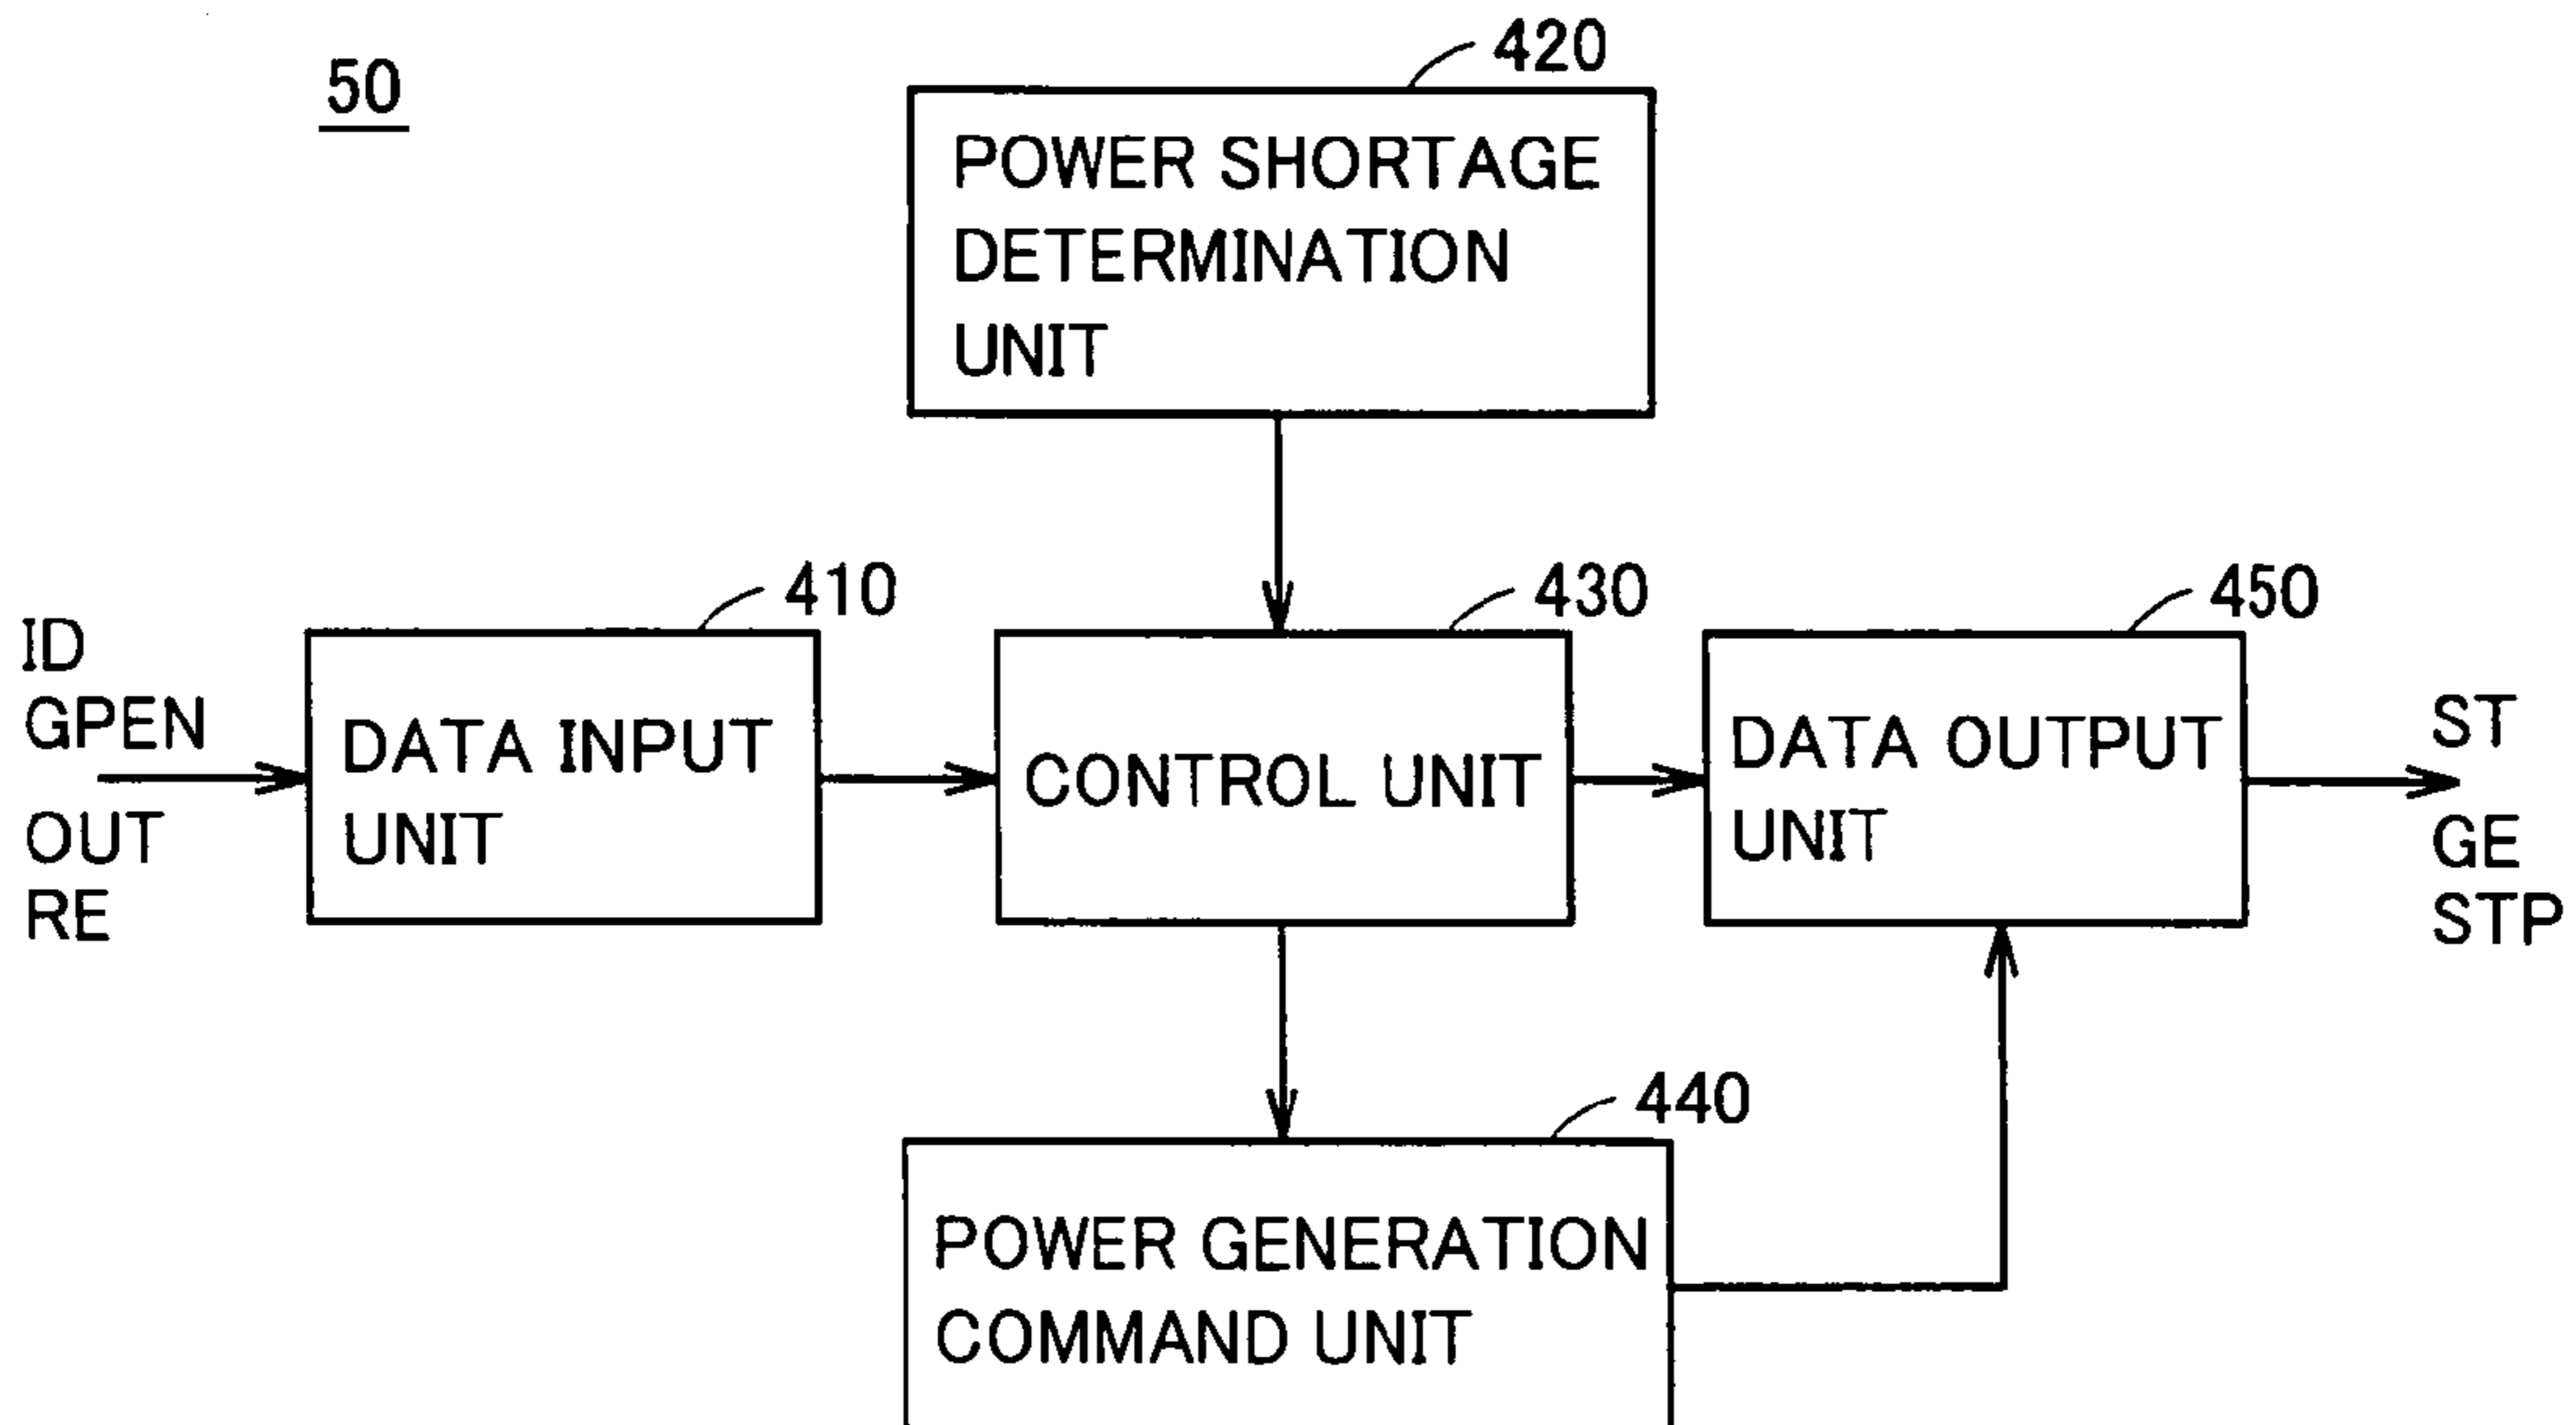 50
420
POWER SHORTAGE
DETERMINATION
UNIT
410
430
450
ID
GPEN
OUT
RE
DATA INPUT
UNIT
CONTROL UNIT
DATA OUTPUT
UNIT
ST
GE
STP
440
POWER GENERATION
COMMAND UNIT